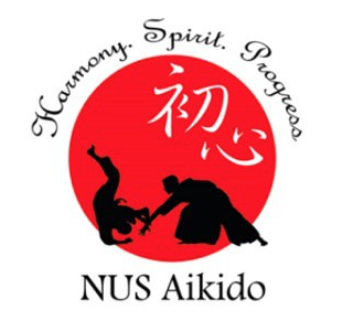 Harmony. Spirit. Progress
初心
NUS Aikido